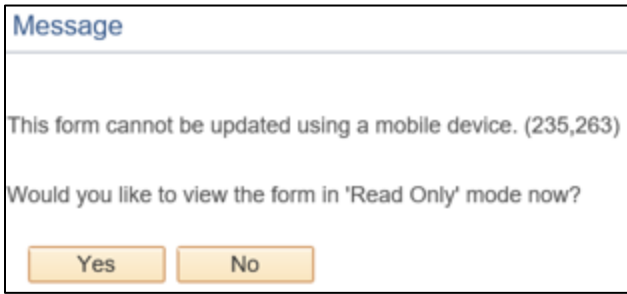 Message
This form cannot be updated using a mobile device. (235,263)
Would you like to view the form in 'Read Only' mode now?
Yes No